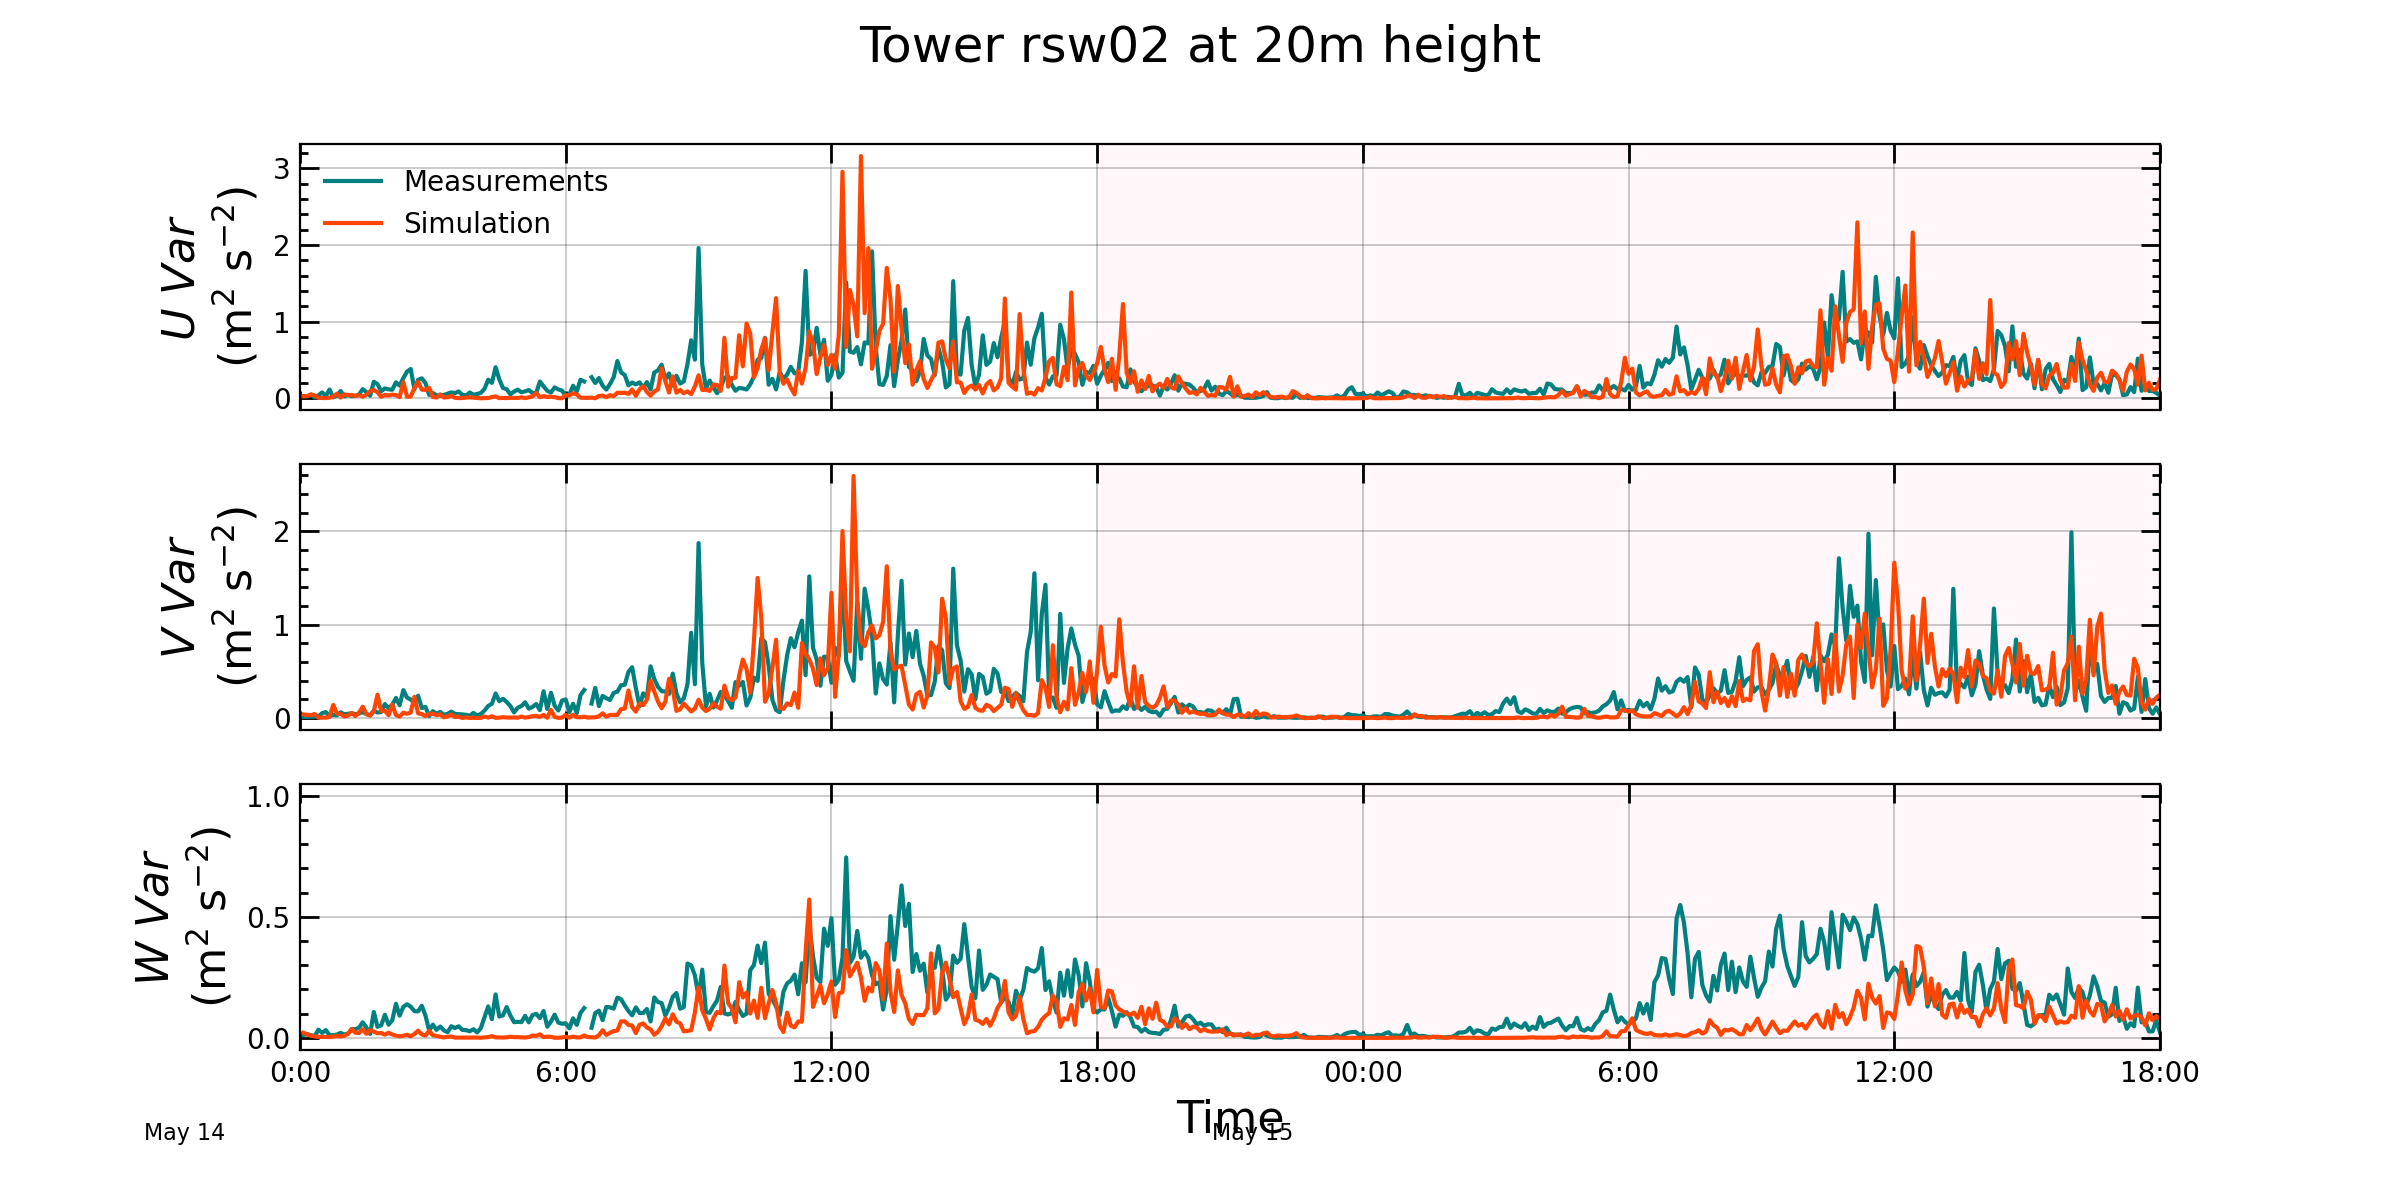 Tower rsw02 at 20m height
U Var
(m² s⁻²)
3
2
1
0
Measurements
Simulation
V Var
(m² s⁻²)
2
1
0
W Var
(m² s⁻²)
1.0
0.5
0.0
0:00 6:00 12:00 18:00 00:00 6:00 12:00 18:00
Time
May 14 May 15